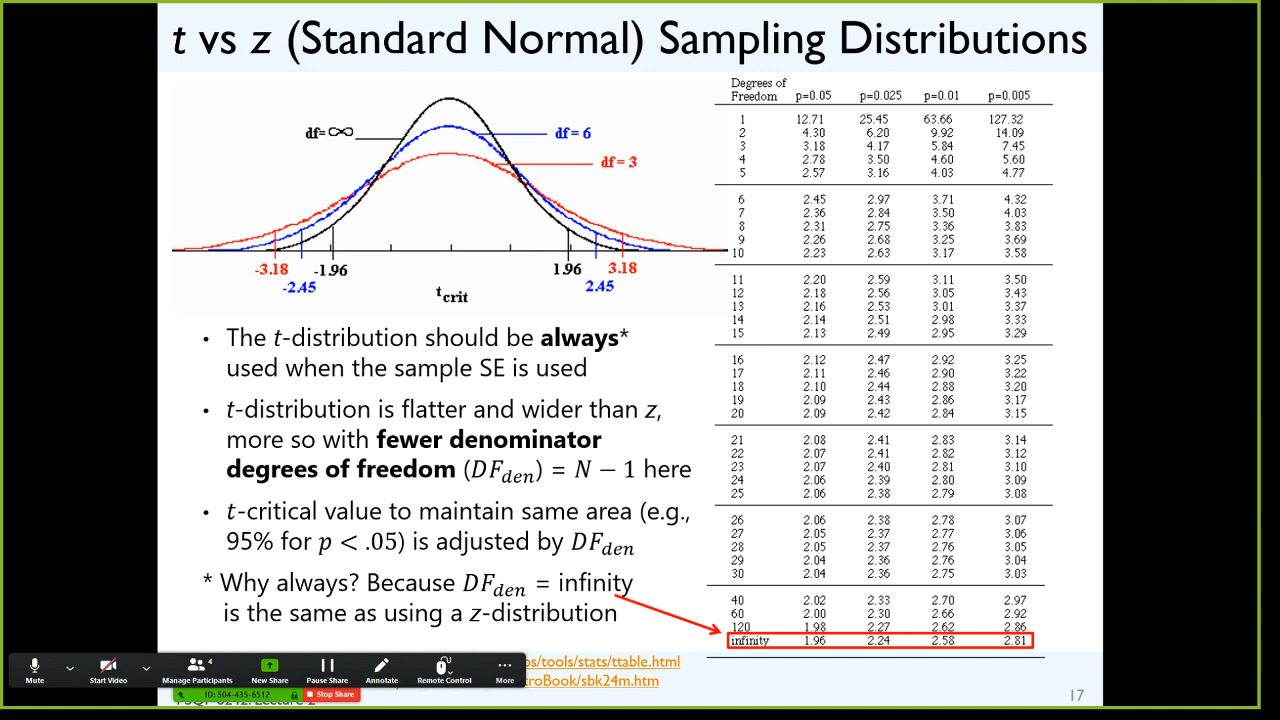 t vs z (Standard Normal) Sampling Distributions
df=∞
df = 6
df = 3
-3.18
-1.96
1.96
3.18
-2.45
2.45
tcrit
• The t-distribution should be always*
used when the sample SE is used
• t-distribution is flatter and wider than z,
more so with fewer denominator
degrees of freedom (DFden) = N − 1 here
• t-critical value to maintain same area (e.g.,
95% for p < .05) is adjusted by DFden
* Why always? Because DFden = infinity
is the same as using a z-distribution
Degrees of
Freedom p=0.05 p=0.025 p=0.01 p=0.005
1 12.71 25.45 63.66 127.32
2 4.30 6.20 9.92 14.09
3 3.18 4.17 5.84 7.45
4 2.78 3.50 4.60 5.60
5 2.57 3.16 4.03 4.77
6 2.45 2.97 3.71 4.32
7 2.36 2.84 3.50 4.03
8 2.31 2.75 3.36 3.83
9 2.26 2.68 3.25 3.69
10 2.23 2.63 3.17 3.58
11 2.20 2.59 3.11 3.50
12 2.18 2.56 3.05 3.43
13 2.16 2.53 3.01 3.37
14 2.14 2.51 2.98 3.33
15 2.13 2.49 2.95 3.29
16 2.12 2.47 2.92 3.25
17 2.11 2.46 2.90 3.22
18 2.10 2.44 2.88 3.20
19 2.09 2.43 2.86 3.17
20 2.09 2.42 2.84 3.15
21 2.08 2.41 2.83 3.14
22 2.07 2.41 2.82 3.12
23 2.07 2.40 2.81 3.10
24 2.06 2.39 2.80 3.09
25 2.06 2.38 2.79 3.08
26 2.06 2.38 2.78 3.07
27 2.05 2.37 2.77 3.06
28 2.05 2.37 2.76 3.05
29 2.04 2.36 2.76 3.04
30 2.04 2.36 2.75 3.03
40 2.02 2.33 2.70 2.97
60 2.00 2.30 2.66 2.92
120 1.98 2.27 2.62 2.86
infinity 1.96 2.24 2.58 2.81
/tools/stats/ttable.html
roBook/sbk24m.htm
4
Mute Start Video Manage Participants New Share Pause Share Annotate Remote Control More
ID: 504-435-6512 Stop Share
17